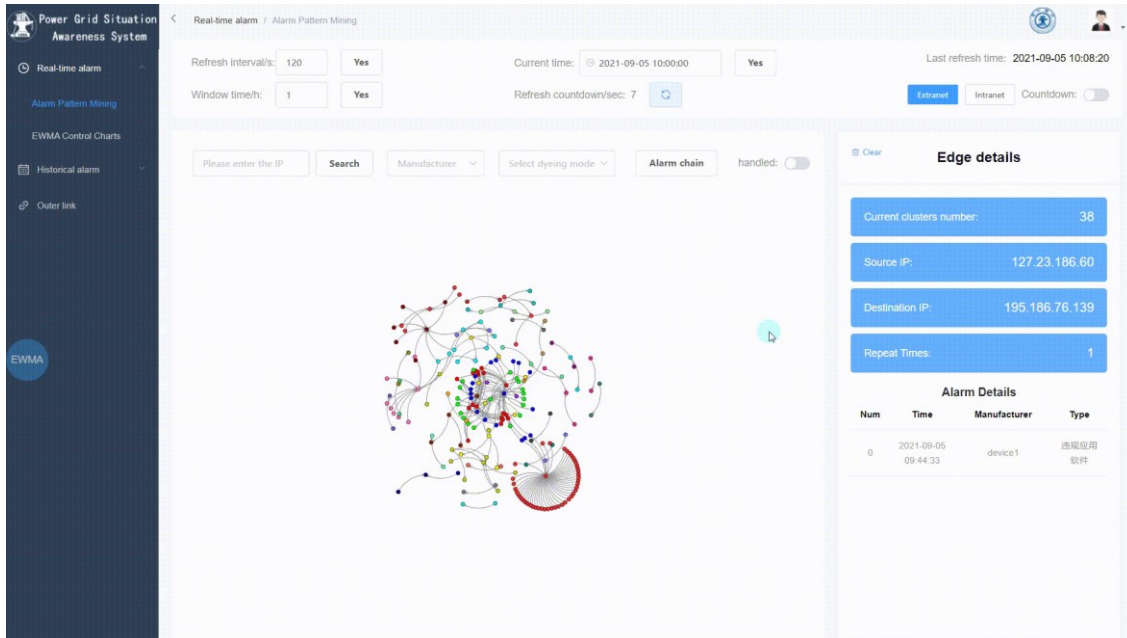 Power Grid Situation
Awareness System
Real-time alarm / Alarm Pattern Mining
Real-time alarm
Alarm Pattern Mining
EWMA Control Charts
Historical alarm
Outer link
EWMA
Refresh interval/s: 120 Yes
Current time: 2021-09-05 10:00:00 Yes
Last refresh time: 2021-09-05 10:08:20
Window time/h: 1 Yes
Refresh countdown/sec: 7
Extranet Intranet Countdown:
Please enter the IP Search Manufacturer Select dyeing mode Alarm chain handled:
Clear Edge details
Current clusters number: 38
Source IP: 127.23.186.60
Destination IP: 195.186.76.139
Repeat Times: 1
Alarm Details
Num Time Manufacturer Type
0 2021-09-05 09:44:33 device1 违规应用软件